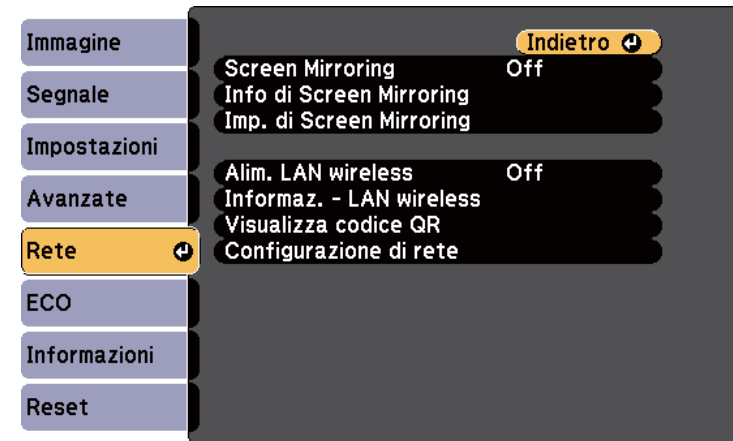 Immagine
Segnale
Impostazioni
Avanzate
Rete
ECO
Informazioni
Reset
Indietro
Screen Mirroring Off
Info di Screen Mirroring
Imp. di Screen Mirroring
Alim. LAN wireless Off
Informaz. - LAN wireless
Visualizza codice QR
Configurazione di rete